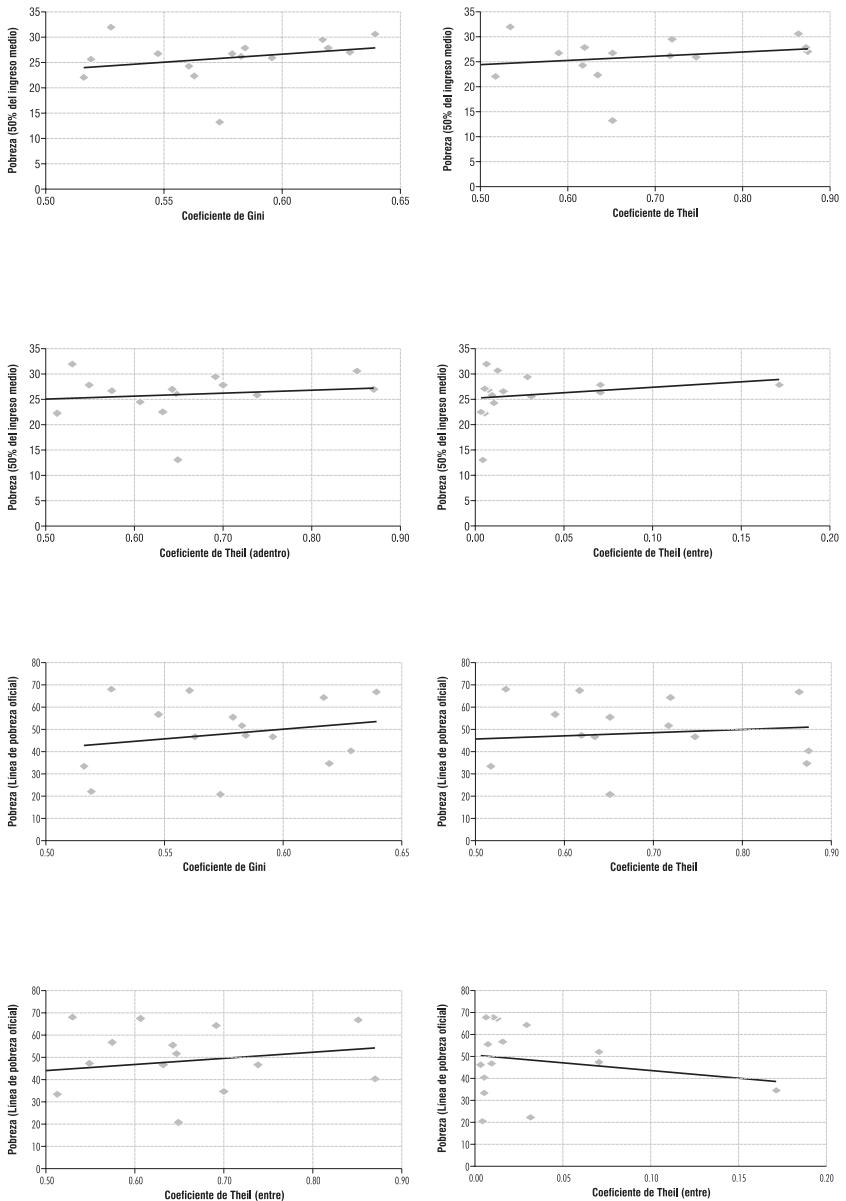 Pobreza (50% del ingreso medio)
35
30
25
20
15
10
5
0
0.50 0.55 0.60 0.65
Coeficiente de Gini
Pobreza (50% del ingreso medio)
35
30
25
20
15
10
5
0
0.50 0.60 0.70 0.80 0.90
Coeficiente de Theil
Pobreza (50% del ingreso medio)
35
30
25
20
15
10
5
0
0.50 0.60 0.70 0.80 0.90
Coeficiente de Theil (adentro)
Pobreza (50% del ingreso medio)
35
30
25
20
15
10
5
0
0.00 0.05 0.10 0.15 0.20
Coeficiente de Theil (entre)
Pobreza (Línea de pobreza oficial)
80
70
60
50
40
30
20
10
0
0.50 0.55 0.60 0.65
Coeficiente de Gini
Pobreza (Línea de pobreza oficial)
80
70
60
50
40
30
20
10
0
0.50 0.60 0.70 0.80 0.90
Coeficiente de Theil
Pobreza (Línea de pobreza oficial)
80
70
60
50
40
30
20
10
0
0.50 0.60 0.70 0.80 0.90
Coeficiente de Theil (entre)
Pobreza (Línea de pobreza oficial)
80
70
60
50
40
30
20
10
0
0.00 0.05 0.10 0.15 0.20
Coeficiente de Theil (entre)